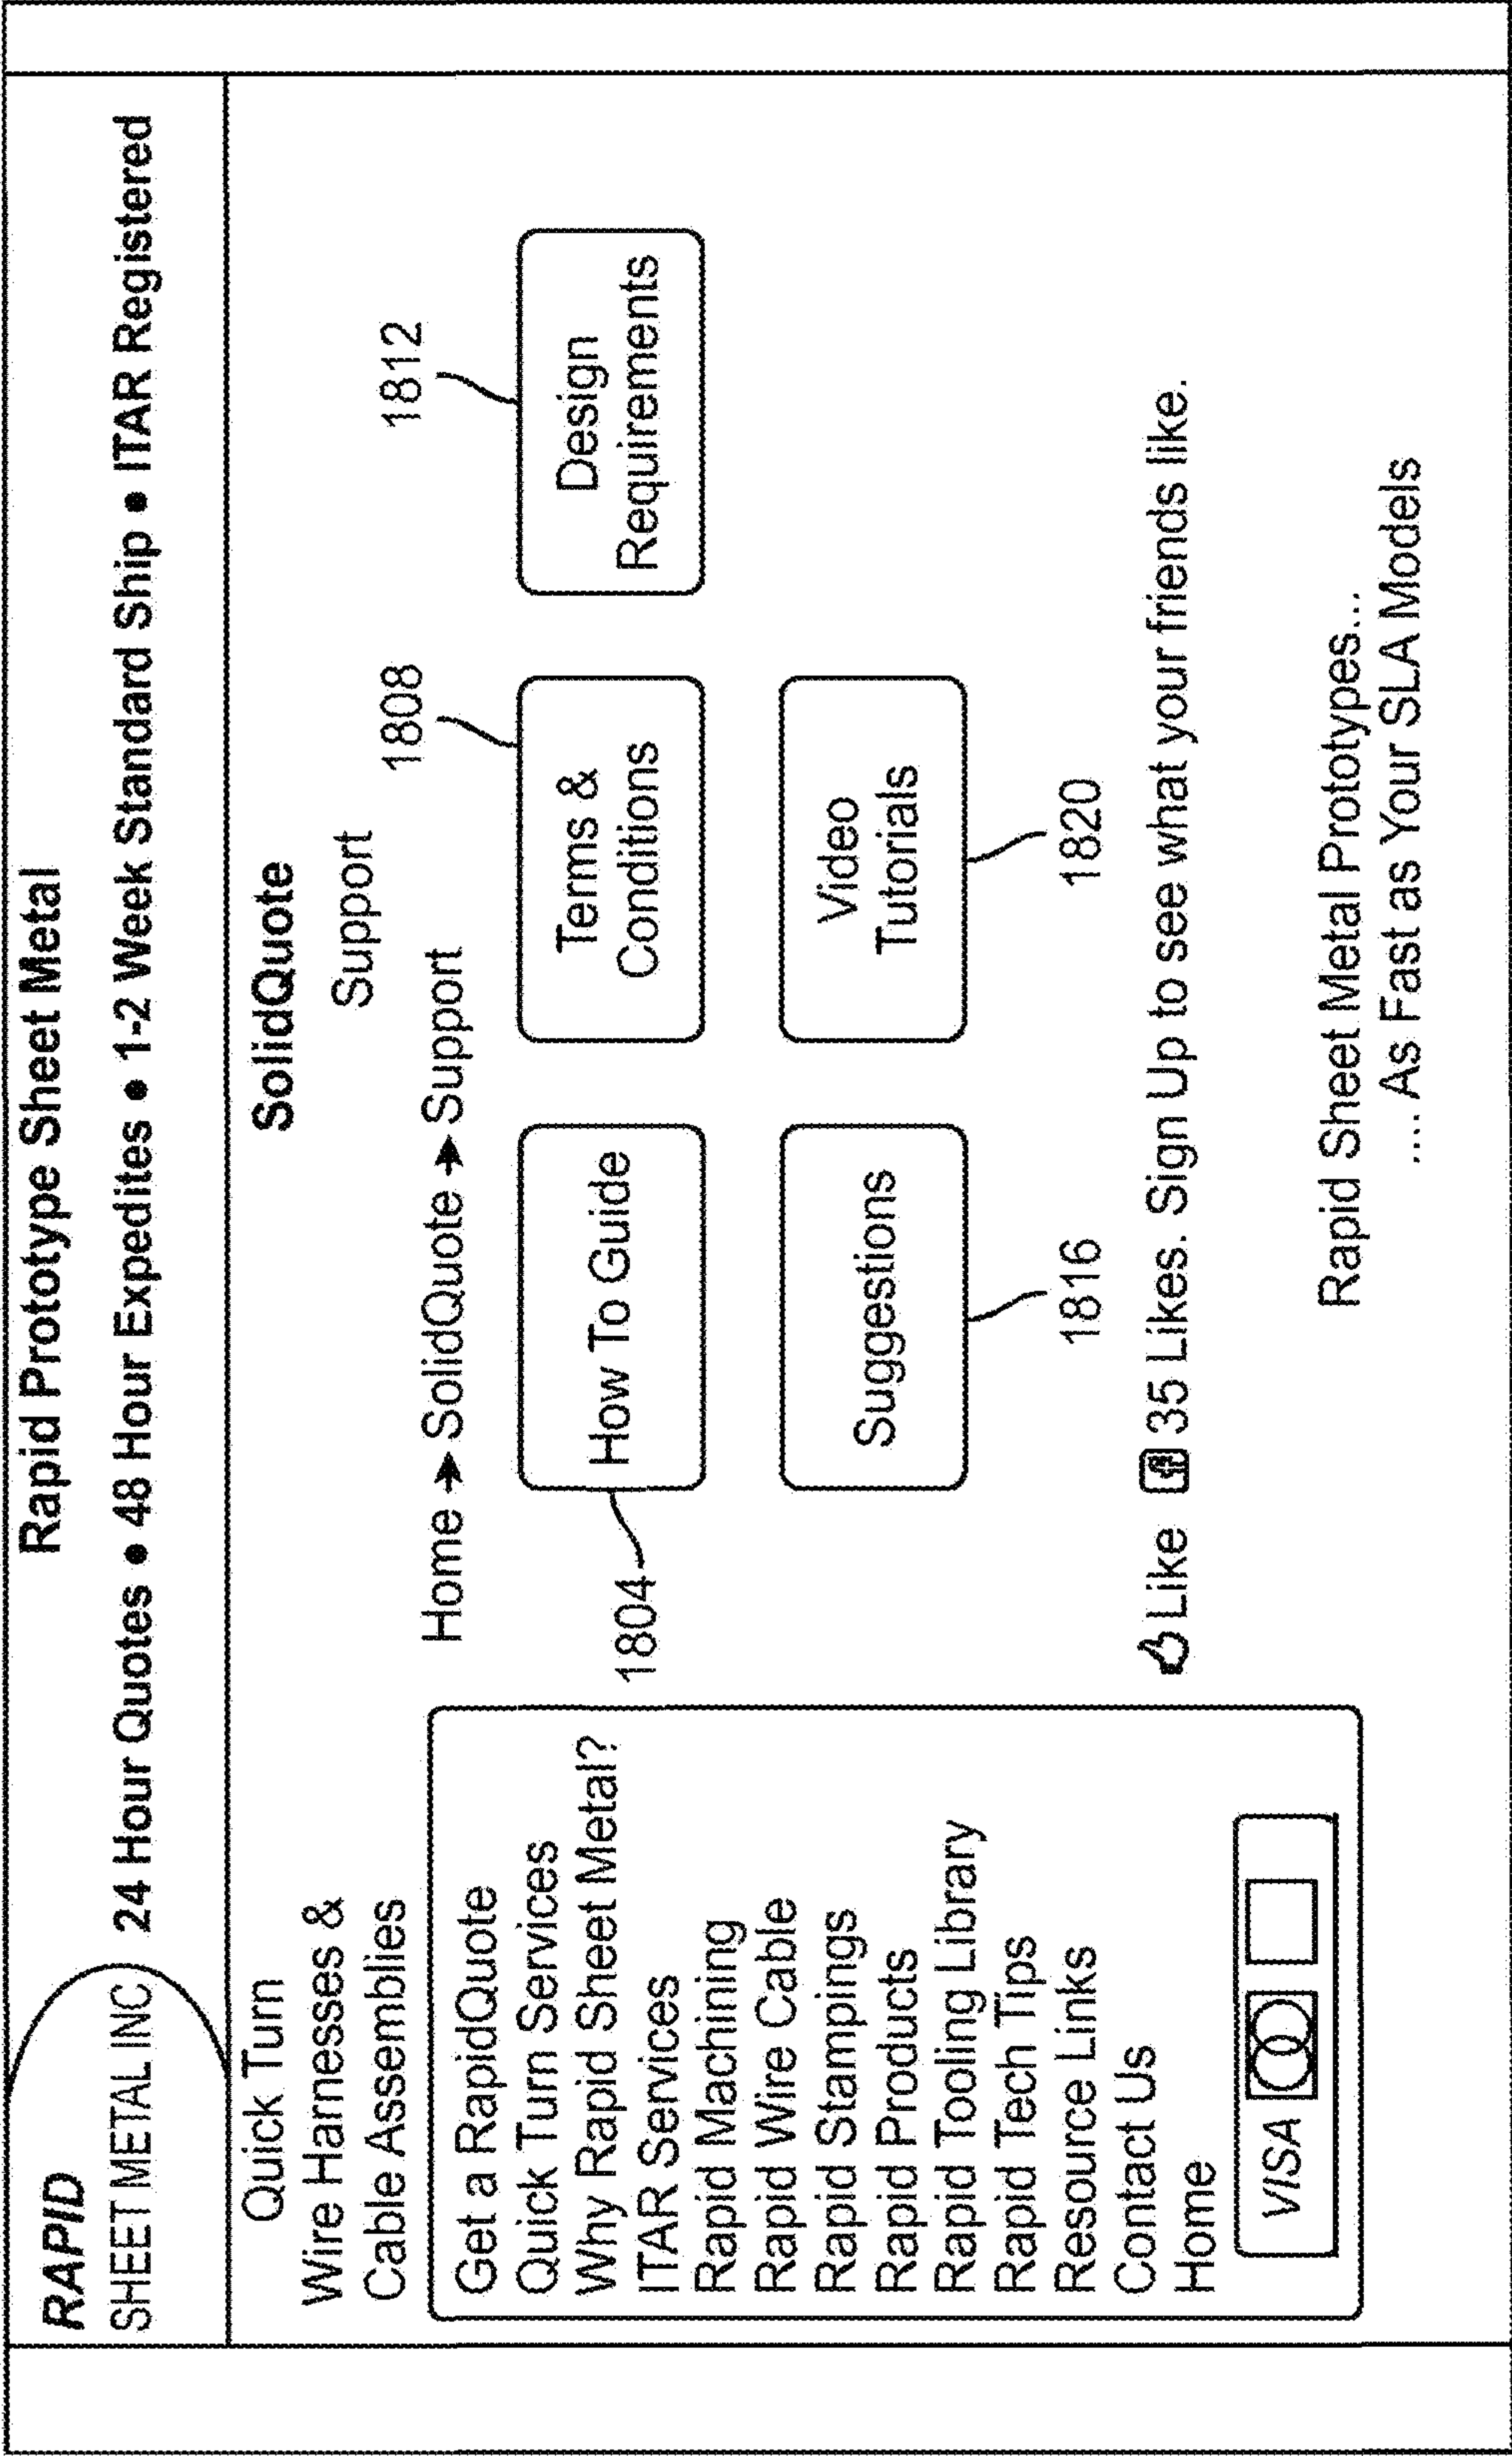 RAPID
SHEET METAL INC
Rapid Prototype Sheet Metal
24 Hour Quotes • 48 Hour Expedites • 1-2 Week Standard Ship • ITAR Registered
Quick Turn
Wire Harnesses &
Cable Assemblies
Get a RapidQuote
Quick Turn Services
Why Rapid Sheet Metal?
ITAR Services
Rapid Machining
Rapid Wire Cable
Rapid Stampings
Rapid Products
Rapid Tooling Library
Rapid Tech Tips
Resource Links
Contact Us
Home
VISA
SolidQuote
Support
Home → SolidQuote → Support
1804
How To Guide
1808
Terms &
Conditions
1812
Design
Requirements
Suggestions
1816
Video
Tutorials
1820
Like 35 Likes. Sign Up to see what your friends like.
Rapid Sheet Metal Prototypes...
.... As Fast as Your SLA Models